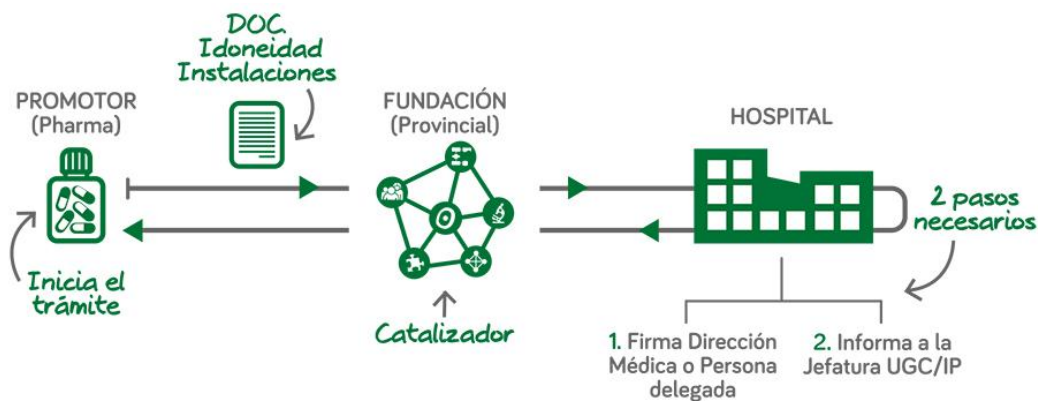 DOC.
Idoneidad
Instalaciones
PROMOTOR
(Pharma)
FUNDACIÓN
(Provincial)
HOSPITAL
2 pasos
necesarios
Inicia el
trámite
Catalizador
1. Firma Dirección
Médica o Persona
delegada
2. Informa a la
Jefatura UGC/IP